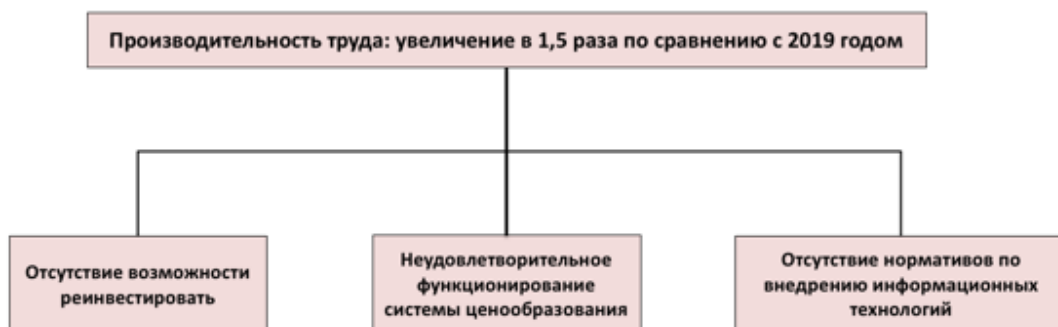 Производительность труда: увеличение в 1,5 раза по сравнению с 2019 годом
Отсутствие возможности
реинвестировать
Неудовлетворительное
функционирование
системы ценообразования
Отсутствие нормативов по
внедрению информационных
технологий